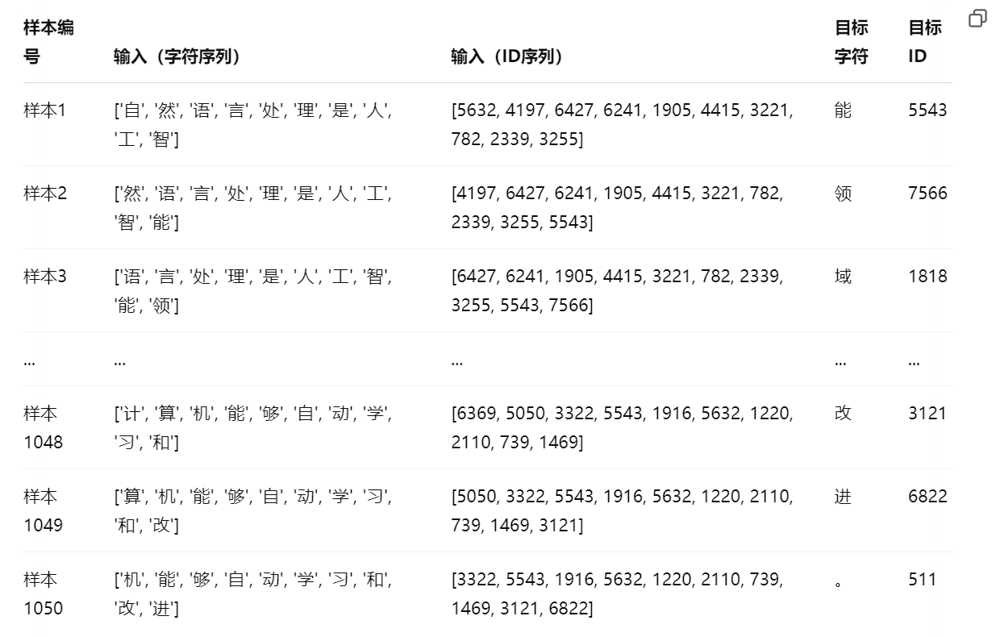 样本编号 输入（字符序列） 输入（ID序列） 目标字符 目标ID
样本1 ['自', '然', '语', '言', '处', '理', '是', '人', '工', '智'] [5632, 4197, 6427, 6241, 1905, 4415, 3221, 782, 2339, 3255] 能 5543
样本2 ['然', '语', '言', '处', '理', '是', '人', '工', '智', '能'] [4197, 6427, 6241, 1905, 4415, 3221, 782, 2339, 3255, 5543] 领 7566
样本3 ['语', '言', '处', '理', '是', '人', '工', '智', '能', '领'] [6427, 6241, 1905, 4415, 3221, 782, 2339, 3255, 5543, 7566] 域 1818
... ... ... ... ...
样本1048 ['计', '算', '机', '能', '够', '自', '动', '学', '习', '和'] [6369, 5050, 3322, 5543, 1916, 5632, 1220, 2110, 739, 1469] 改 3121
样本1049 ['算', '机', '能', '够', '自', '动', '学', '习', '和', '改'] [5050, 3322, 5543, 1916, 5632, 1220, 2110, 739, 1469, 3121] 进 6822
样本1050 ['机', '能', '够', '自', '动', '学', '习', '和', '改', '进'] [3322, 5543, 1916, 5632, 1220, 2110, 739, 1469, 3121, 6822] 。 511